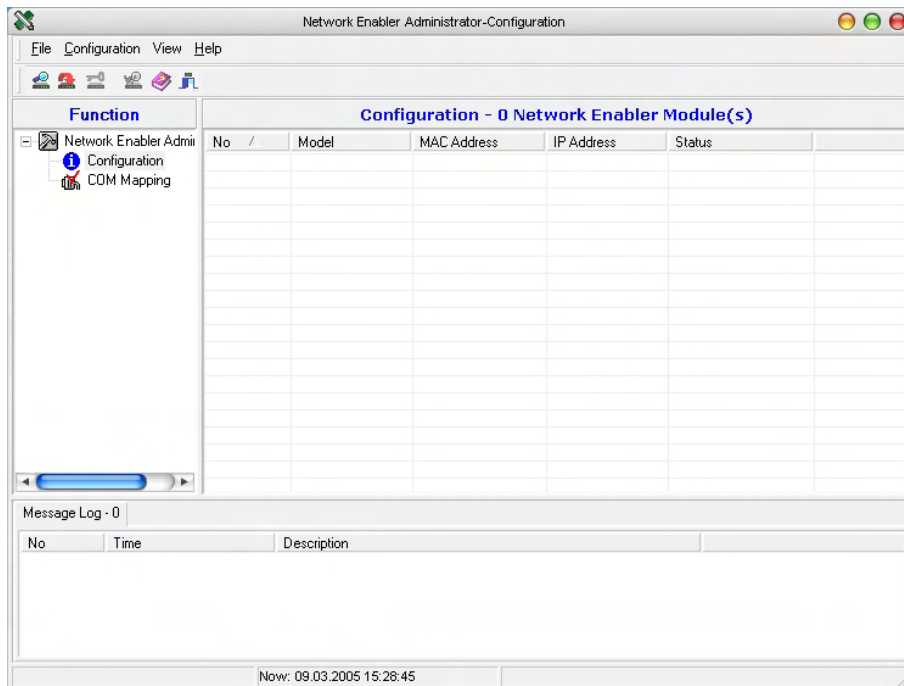 Network Enabler Administrator-Configuration
File Configuration View Help
Function
Configuration - 0 Network Enabler Module(s)
Network Enabler Admii
Configuration
COM Mapping
No Model MAC Address IP Address Status
Message Log - 0
No Time Description
Now: 09.03.2005 15:28:45